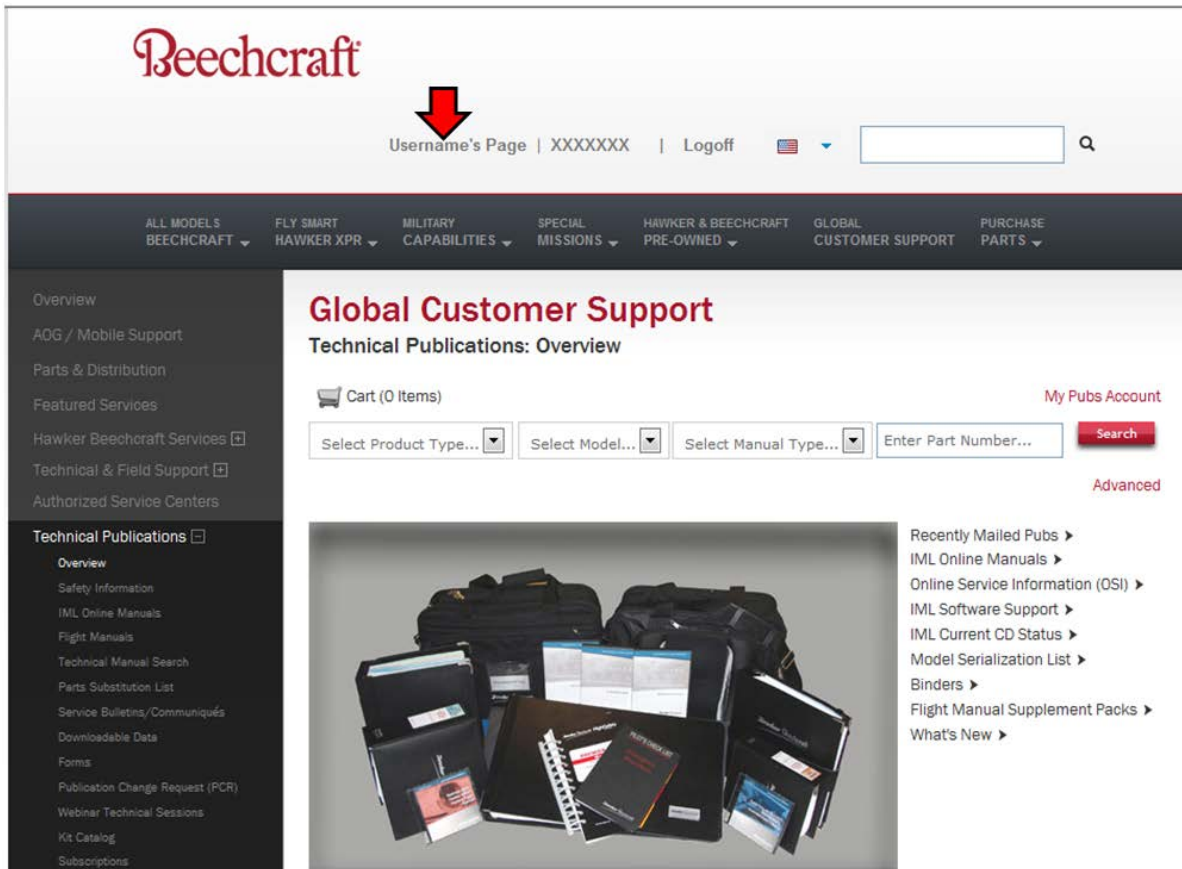 Beechcraft
Username's Page | XXXXXXX | Logoff
ALL MODELS
BEECHCRAFT
FLY SMART
HAWKER XPR
MILITARY
CAPABILITIES
SPECIAL
MISSIONS
HAWKER & BEECHCRAFT
PRE-OWNED
GLOBAL
CUSTOMER SUPPORT
PURCHASE
PARTS
Overview
AOG / Mobile Support
Parts & Distribution
Featured Services
Hawker Beechcraft Services
Technical & Field Support
Authorized Service Centers
Technical Publications
Overview
Safety Information
IML Online Manuals
Flight Manuals
Technical Manual Search
Parts Substitution List
Service Bulletins/Communiqués
Downloadable Data
Forms
Publication Change Request (PCR)
Webinar Technical Sessions
Kit Catalog
Subscriptions
Global Customer Support
Technical Publications: Overview
Cart (0 Items)
My Pubs Account
Select Product Type...
Select Model...
Select Manual Type...
Enter Part Number...
Search
Advanced
PILOT'S CHECK LIST
Recently Mailed Pubs
IML Online Manuals
Online Service Information (OSI)
IML Software Support
IML Current CD Status
Model Serialization List
Binders
Flight Manual Supplement Packs
What's New